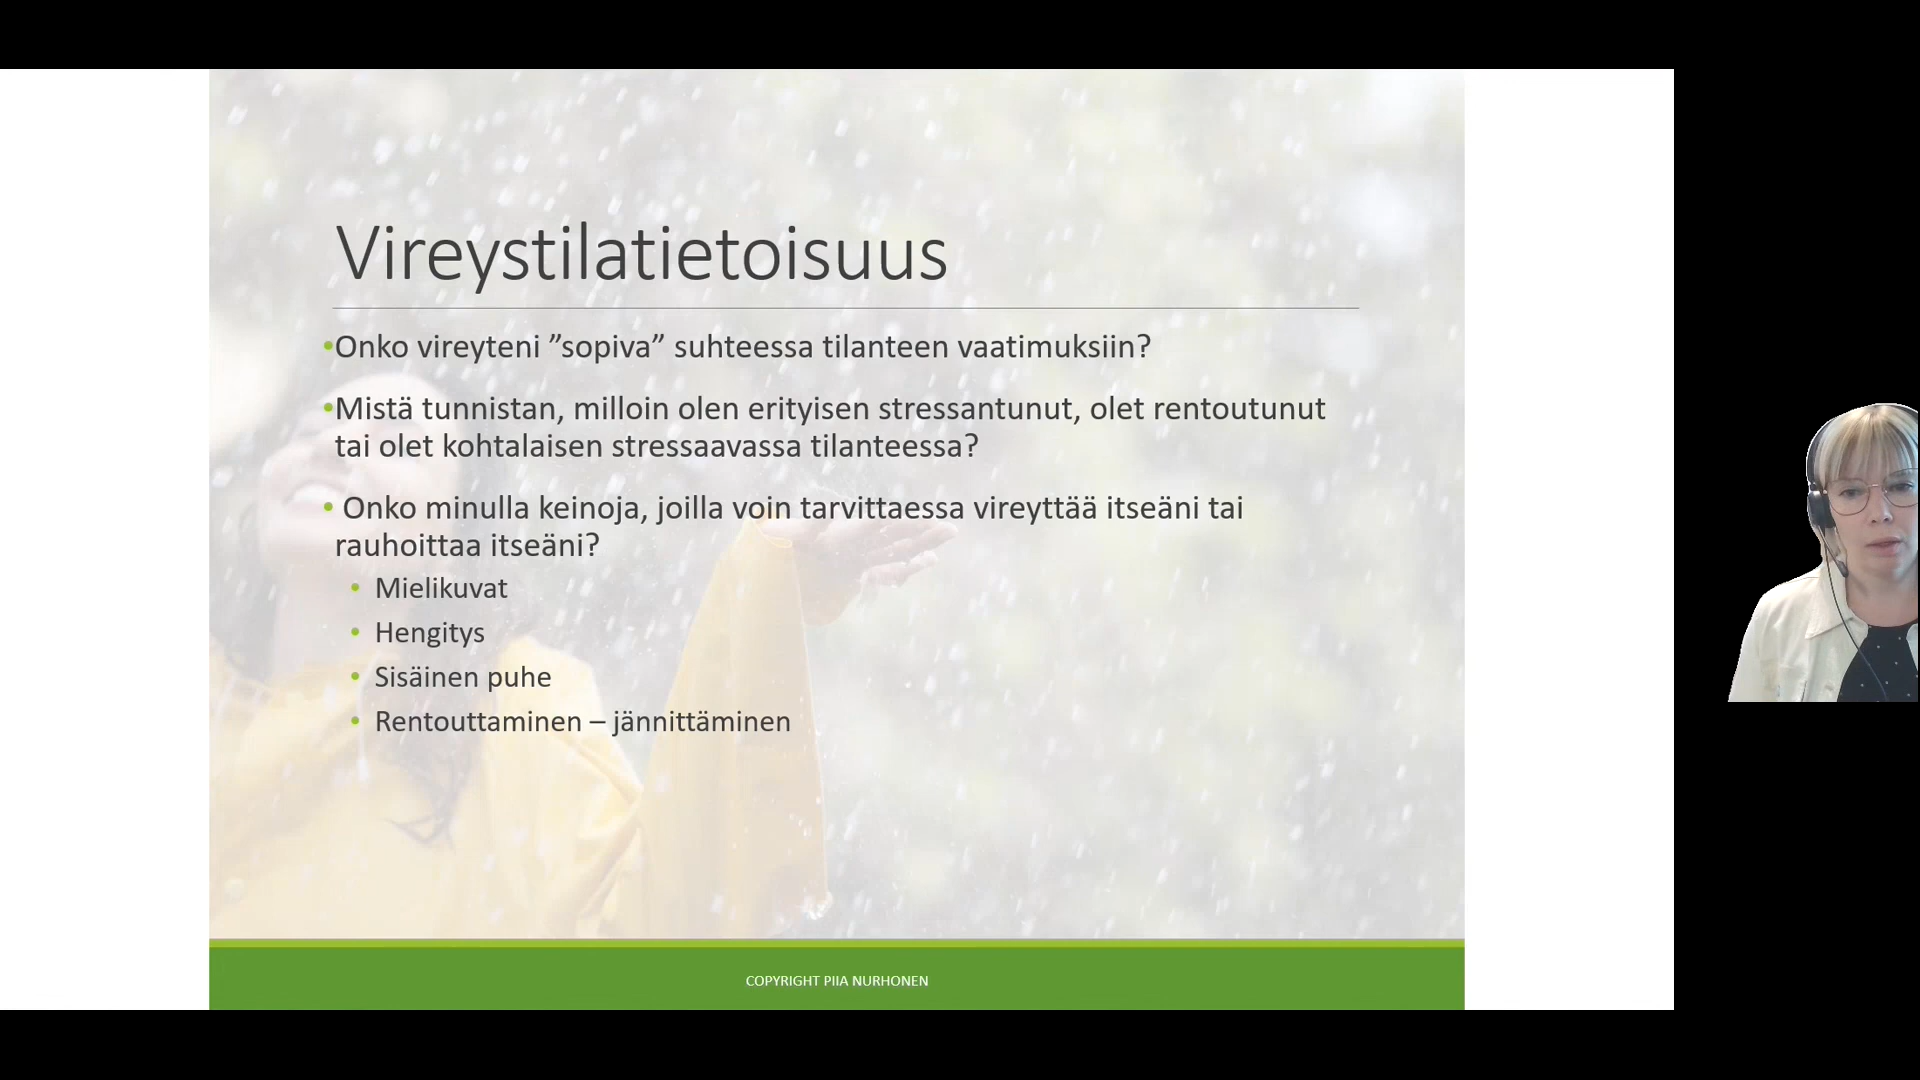 Vireystilatietoisuus
•Onko vireyteni ”sopiva” suhteessa tilanteen vaatimuksiin?
•Mistä tunnistan, milloin olen erityisen stressantunut, olet rentoutunut
tai olet kohtalaisen stressaavassa tilanteessa?
• Onko minulla keinoja, joilla voin tarvittaessa vireyttää itseäni tai
rauhoittaa itseäni?
• Mielikuvat
• Hengitys
• Sisäinen puhe
• Rentouttaminen – jännittäminen
COPYRIGHT PIIA NURHONEN